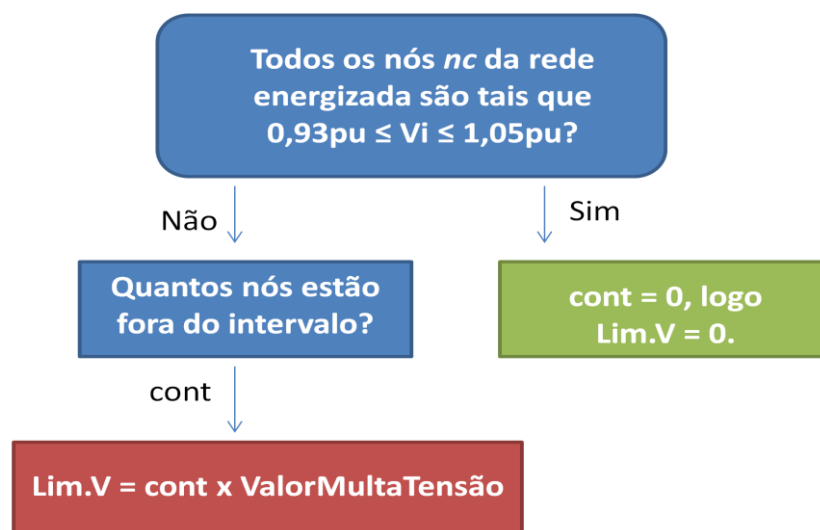 Todos os nós nc da rede
energizada são tais que
0,93pu ≤ Vi ≤ 1,05pu?
Não
Sim
Quantos nós estão
fora do intervalo?
cont = 0, logo
Lim.V = 0.
cont
Lim.V = cont x ValorMultaTensão